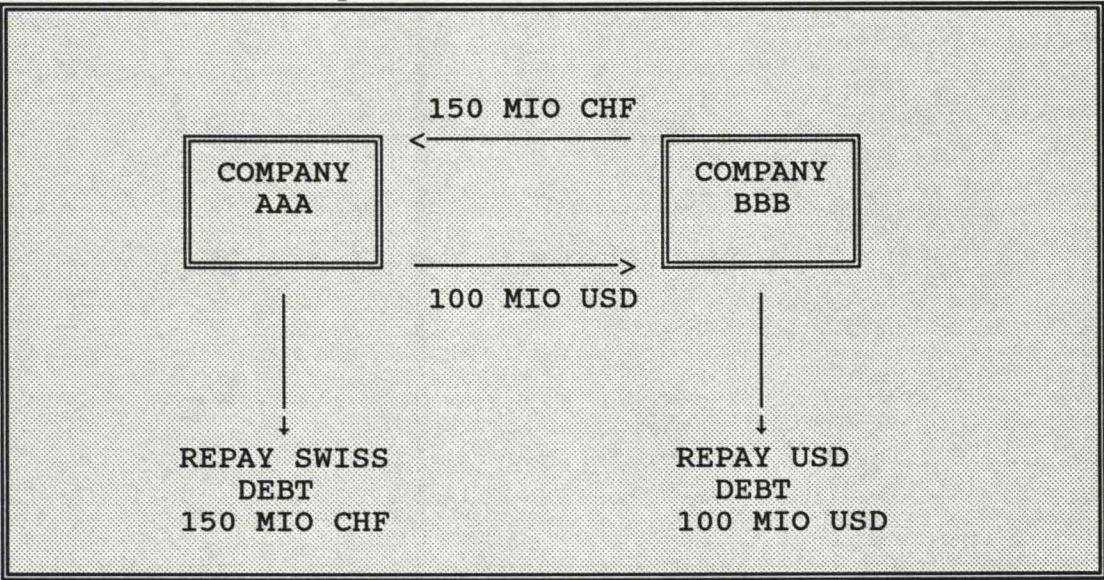 150 MIO CHF
COMPANY
AAA
COMPANY
BBB
100 MIO USD
REPAY SWISS
DEBT
150 MIO CHF
REPAY USD
DEBT
100 MIO USD